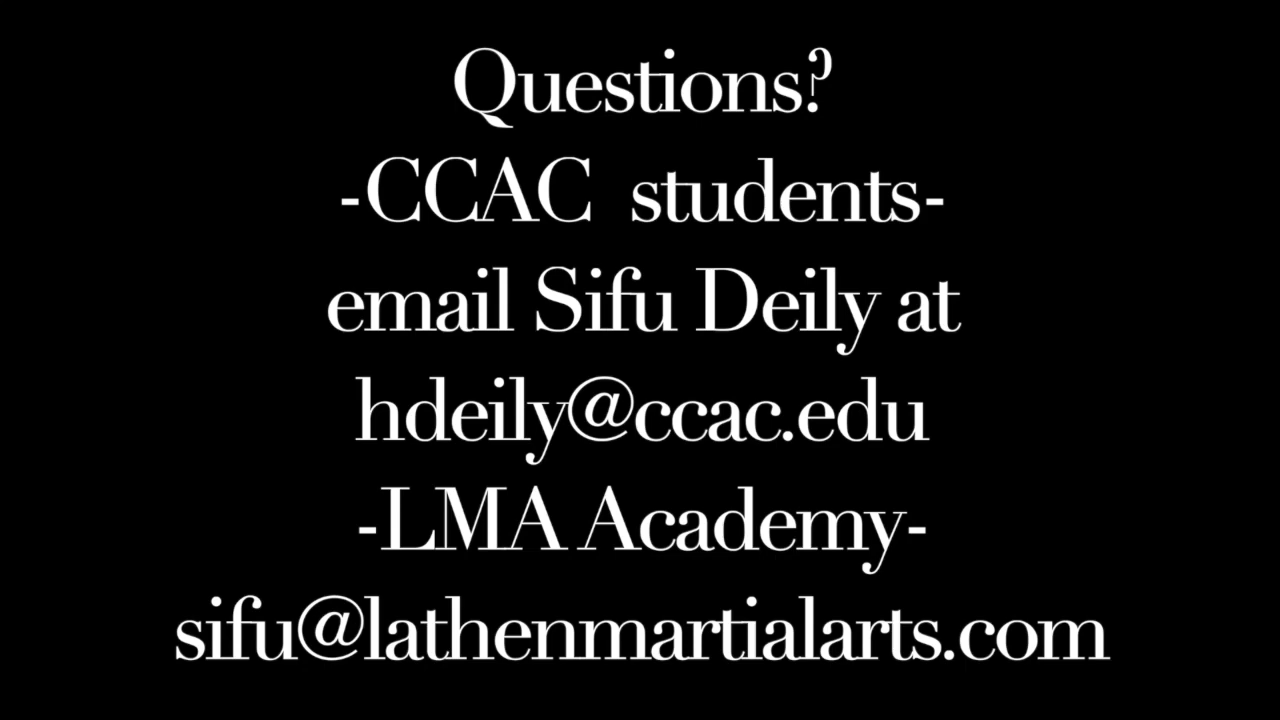 Questions?
-CCAC students-
email Sifu Deily at
hdeily@ccac.edu
-LMA Academy-
sifu@lathenmartialarts.com